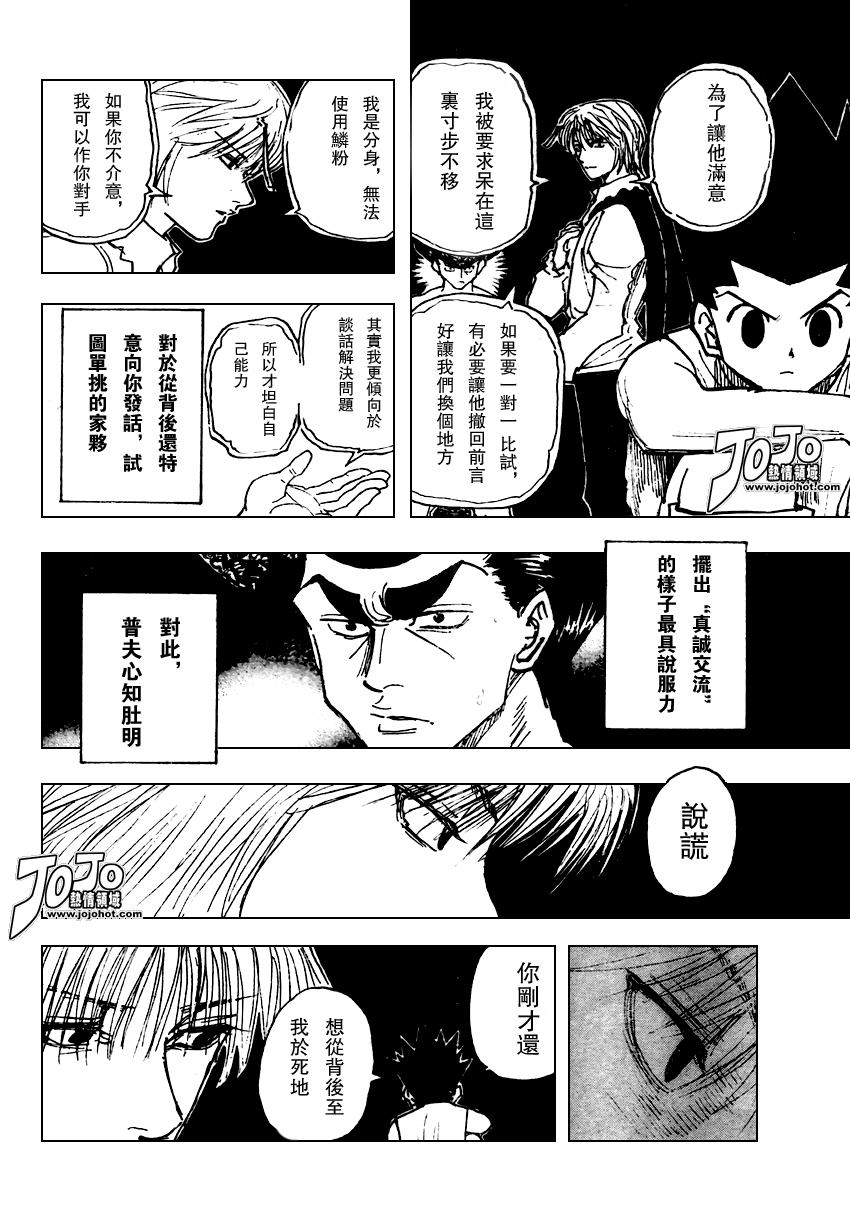 為了讓他滿意
我被要求呆在這
裏寸步不移
如果要一對一比試,
有必要讓他撤回前言
好讓我們換個地方
JOJO
熱情領域
www.jojohot.com
我是分身，無法
使用鱗粉
如果你不介意,
我可以作你對手
其實我更傾向於
談話解決問題
所以才坦白自
己能力
對於從背後還特
意向你發話，試
圖單挑的家夥
擺出“真誠交流”
的樣子最具說服力
對此，
普夫心知肚明
說謊
JOJO
熱情領域
www.jojohot.com
你剛才還
想從背後至
我於死地